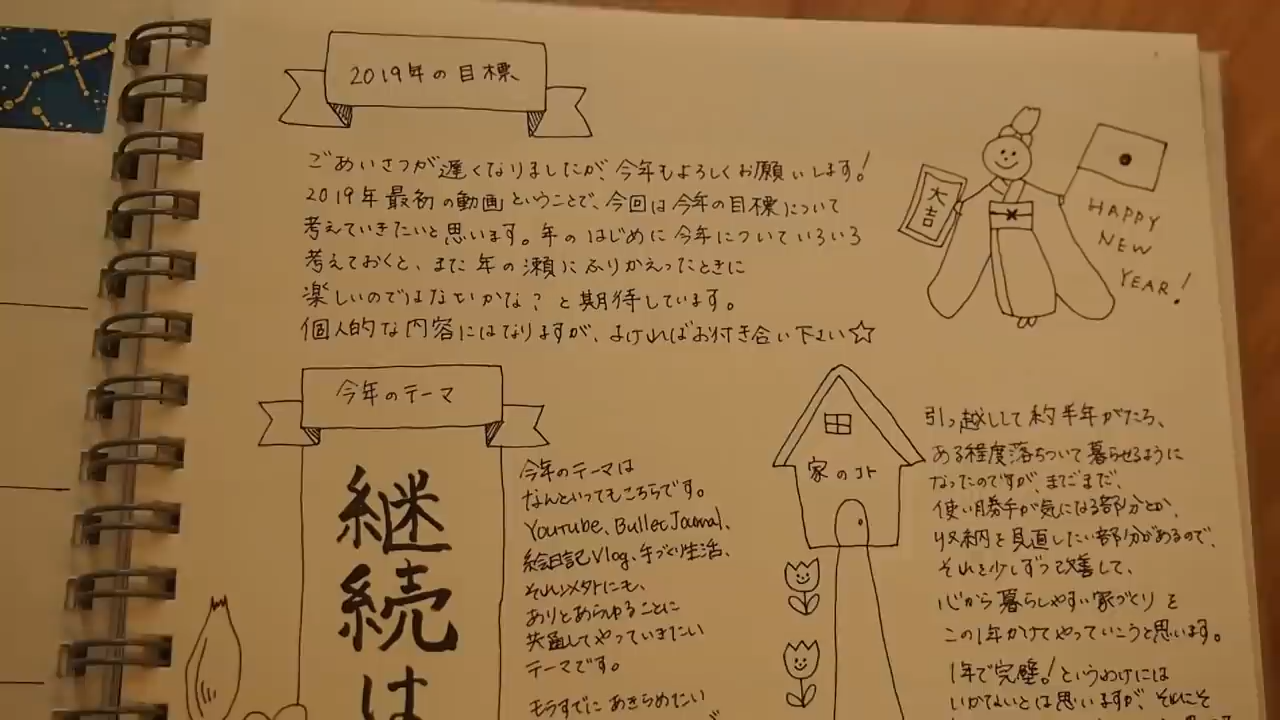 2019年の目標
ごあいさつが遅くなりましたが、今年もよろしくお願いします!
2019年最初の動画ということで、今回は今年の目標について
考えていきたいと思います。年のはじめに今年についていろいろ
考えておくと、また年の瀬にふりかえったときに
楽しいのではないかな?と期待しています。
個人的な内容にはなりますが、よければお付き合い下さい☆
大吉
HAPPY
NEW
YEAR!
今年のテーマ
継続は
今年のテーマは
なんといってもこちらです。
Youtube、Bullet Journal、
絵日記Vlog、手づくり生活、
それ以外にも、
ありとあらゆることに
共通してやっていきたい
テーマです。
もうすでにあきらめたい
家のコト
引っ越しして約半年がたち、
ある程度落ちついて暮らせるように
なったのですが、まだまだ、
使い勝手が気になる部分とか、
収納を見直したい部分があるので、
それを少しずつ改善して、
心から暮らしやすい家づくりを
この1年かけてやっていこうと思います。
1年で完璧!というわけには
いかないとは思いますが、それにそ